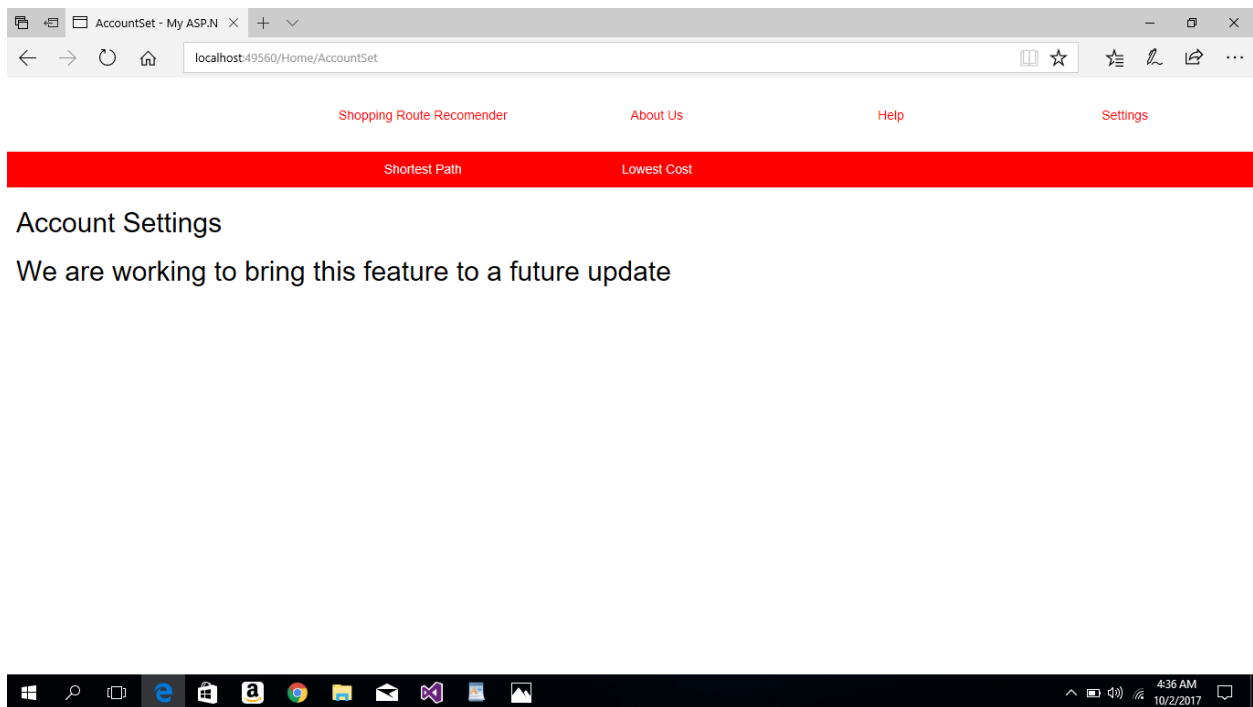 AccountSet - My ASP.N
localhost:49560/Home/AccountSet
Shopping Route Recomender About Us Help Settings
Shortest Path Lowest Cost
Account Settings
We are working to bring this feature to a future update
4:36 AM
10/2/2017